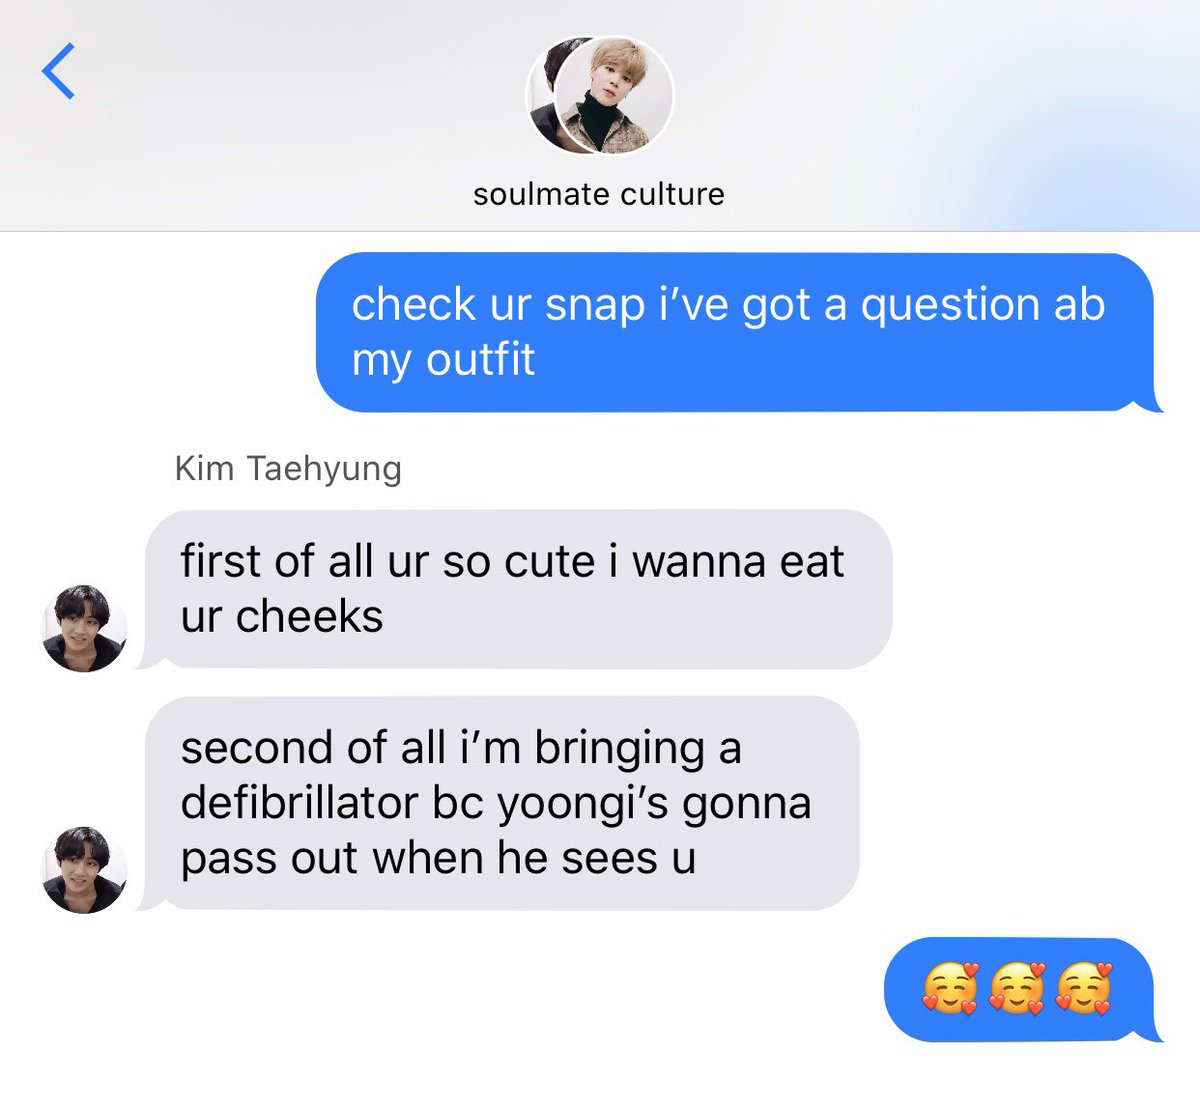 soulmate culture
check ur snap i’ve got a question ab
my outfit
Kim Taehyung
first of all ur so cute i wanna eat
ur cheeks
second of all i’m bringing a
defibrillator bc yoongi’s gonna
pass out when he sees u
🥰🥰🥰